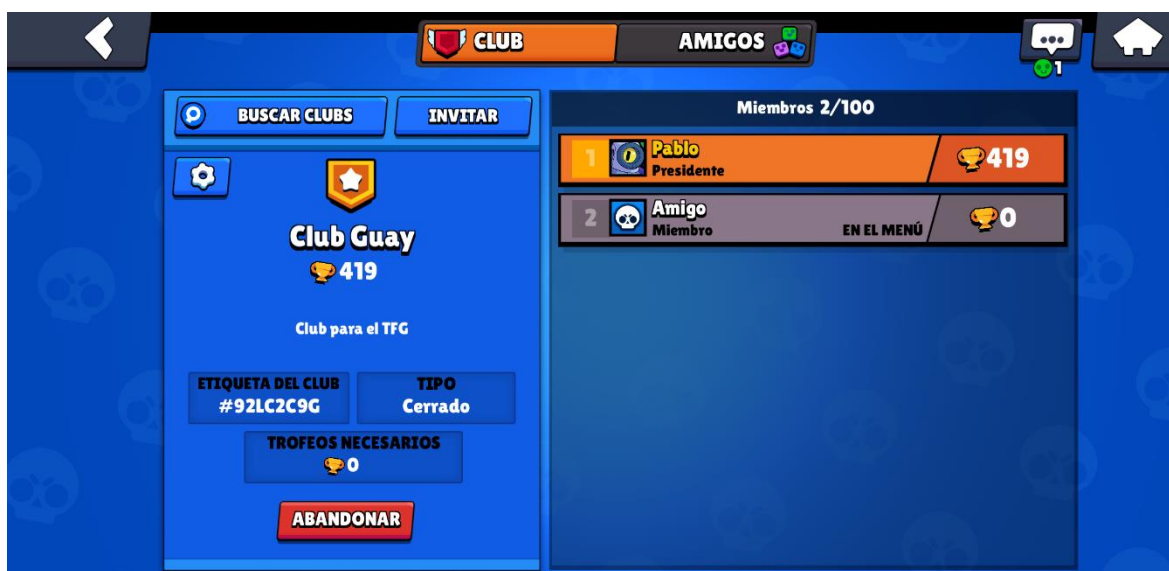 CLUB
AMIGOS
1
BUSCAR CLUBS
INVITAR
Club Guay
419
Club para el TFG
ETIQUETA DEL CLUB
#92LC2C9G
TIPO
Cerrado
TROFEOS NECESARIOS
0
ABANDONAR
Miembros 2/100
1
Pablo
Presidente
419
2
Amigo
Miembro
EN EL MENÚ
0